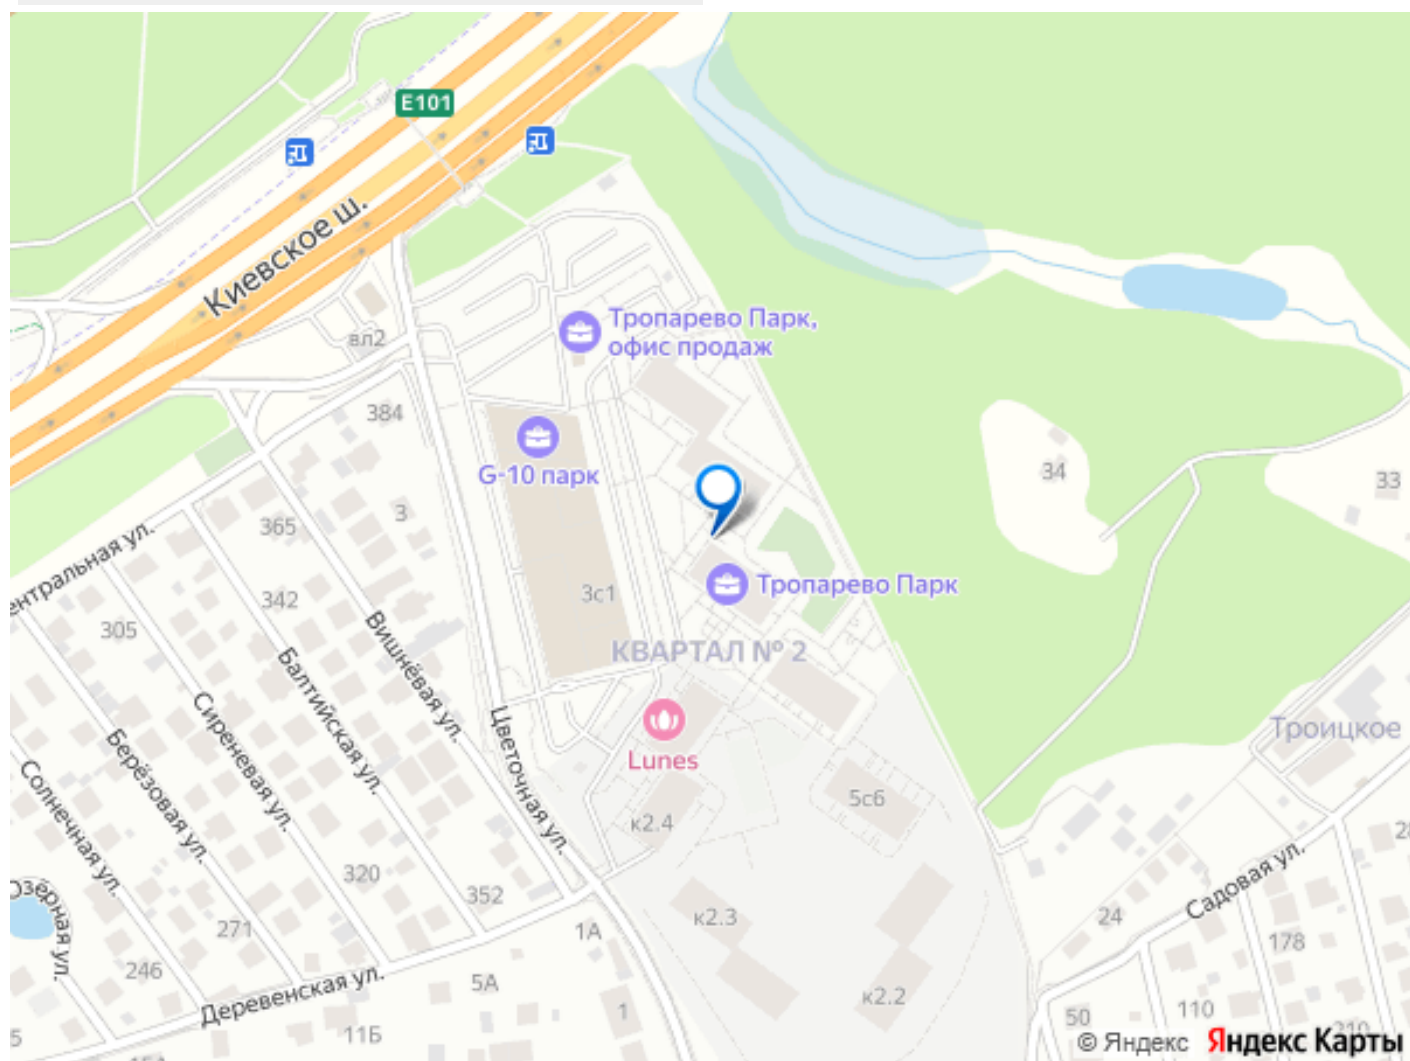 E101
Киевское ш.
вл2
Тропарево Парк,
офис продаж
384
G-10 парк
34
33
365
3
ентральная ул.
3с1
Тропарево Парк
342
305
Вишнёвая ул.
КВАРТАЛ № 2
Балтийская ул.
Сиреневая ул.
Цветочная ул.
Lunes
Троицкое
Берёзовая ул.
Солнечная ул.
5с6
к2.4
Садовая ул.
320
352
Озёрная ул.
24
к2.3
271
1А
178
246
5А
Деревенская ул.
к2.2
1
110
50
11Б
210
15А
© Яндекс Яндекс Карты